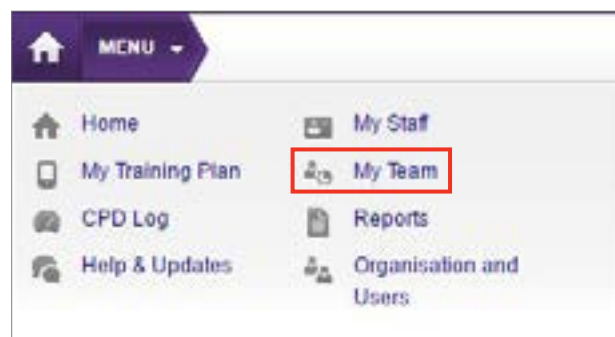 MENU
Home
My Training Plan
CPD Log
Help & Updates
My Staff
My Team
Reports
Organisation and
Users